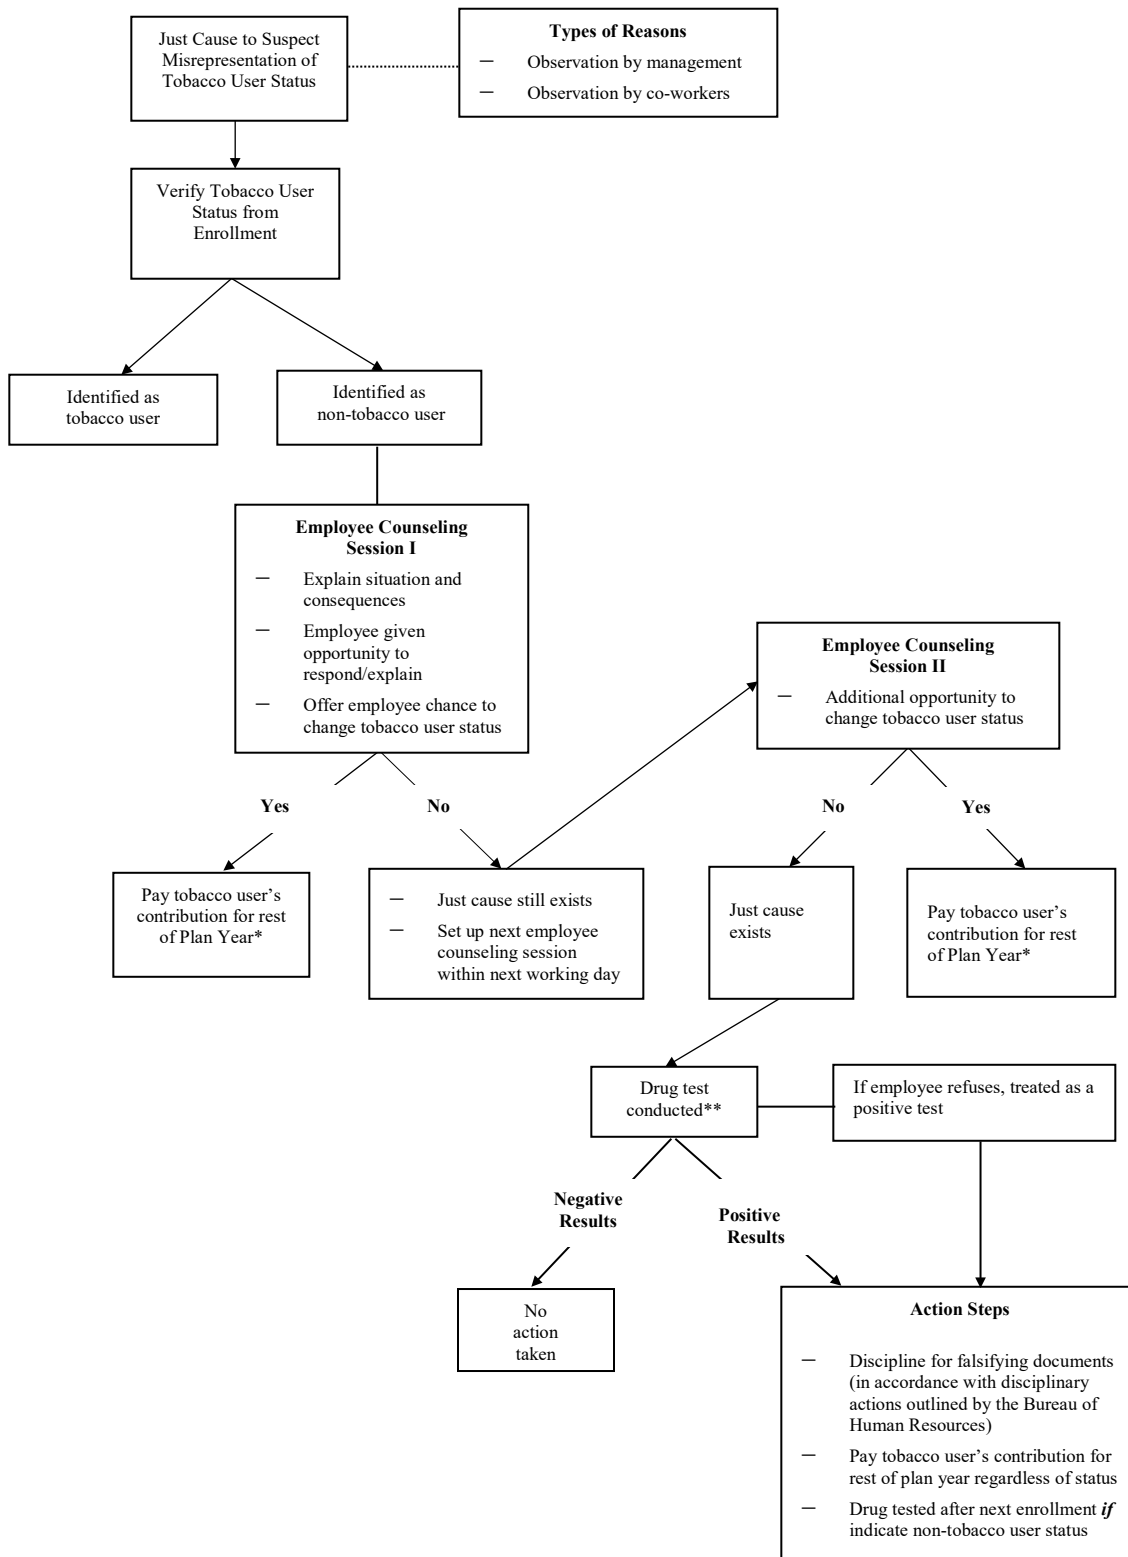 Just Cause to Suspect
Misrepresentation of
Tobacco User Status
Types of Reasons
— Observation by management
— Observation by co-workers
Verify Tobacco User
Status from
Enrollment
Identified as
tobacco user
Identified as
non-tobacco user
Employee Counseling
Session I
— Explain situation and
consequences
— Employee given
opportunity to
respond/explain
— Offer employee chance to
change tobacco user status
Employee Counseling
Session II
— Additional opportunity to
change tobacco user status
Yes
No
No
Yes
Pay tobacco user's
contribution for rest
of Plan Year*
— Just cause still exists
— Set up next employee
counseling session
within next working day
Just cause
exists
Pay tobacco user's
contribution for rest
of Plan Year*
Drug test
conducted**
If employee refuses, treated as a
positive test
Negative
Results
Positive
Results
No
action
taken
Action Steps
— Discipline for falsifying documents
(in accordance with disciplinary
actions outlined by the Bureau of
Human Resources)
— Pay tobacco user's contribution for
rest of plan year regardless of status
— Drug tested after next enrollment if
indicate non-tobacco user status